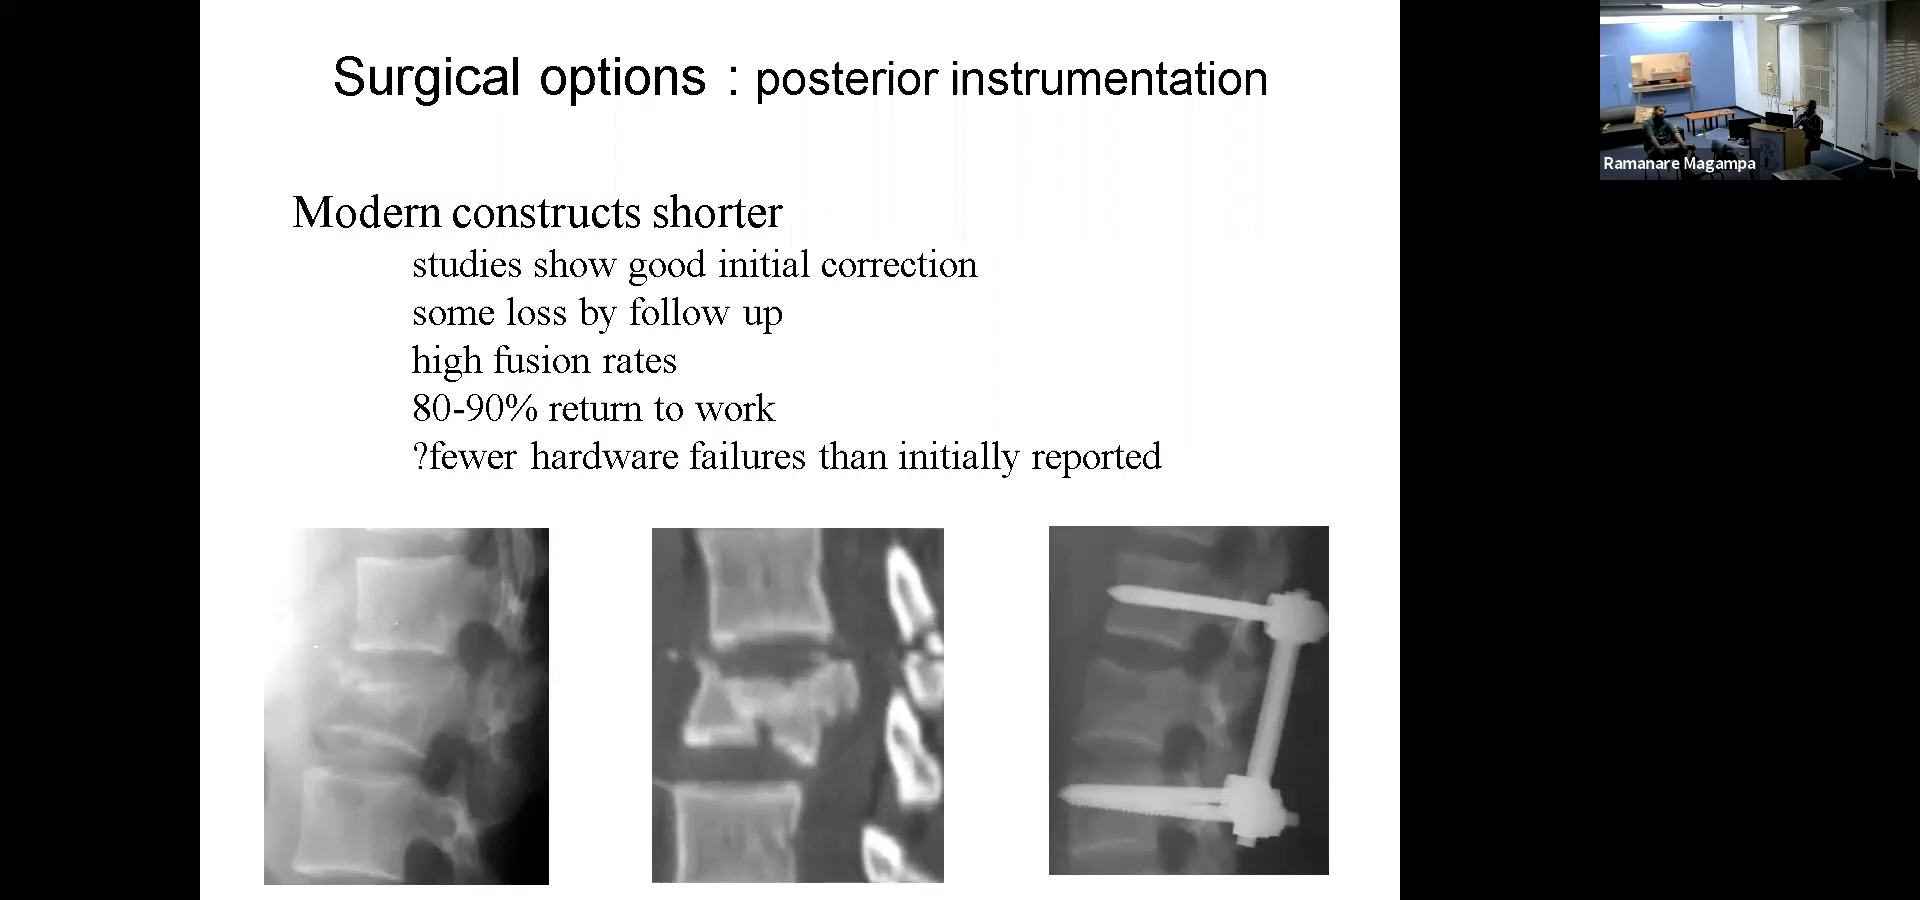 Surgical options : posterior instrumentation
Modern constructs shorter
studies show good initial correction
some loss by follow up
high fusion rates
80-90% return to work
?fewer hardware failures than initially reported
Ramanare Magampa